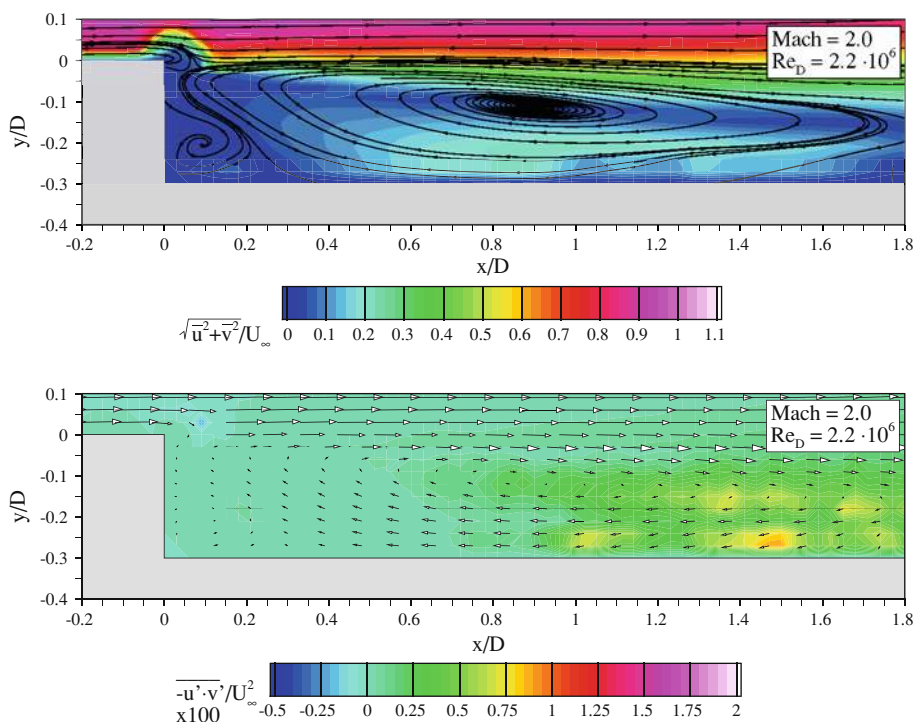 0.1
0
-0.1
-0.2
-0.3
-0.4
y/D
Mach = 2.0
Re_D = 2.2 ·10⁶
-0.2 0 0.2 0.4 0.6 0.8 1 1.2 1.4 1.6 1.8
x/D
√u̅²+v̅²/U_∞
0 0.1 0.2 0.3 0.4 0.5 0.6 0.7 0.8 0.9 1 1.1
0.1
0
-0.1
-0.2
-0.3
-0.4
y/D
Mach = 2.0
Re_D = 2.2 ·10⁶
-0.2 0 0.2 0.4 0.6 0.8 1 1.2 1.4 1.6 1.8
x/D
-u'·v'/U²_∞
x100
-0.5 -0.25 0 0.25 0.5 0.75 1 1.25 1.5 1.75 2